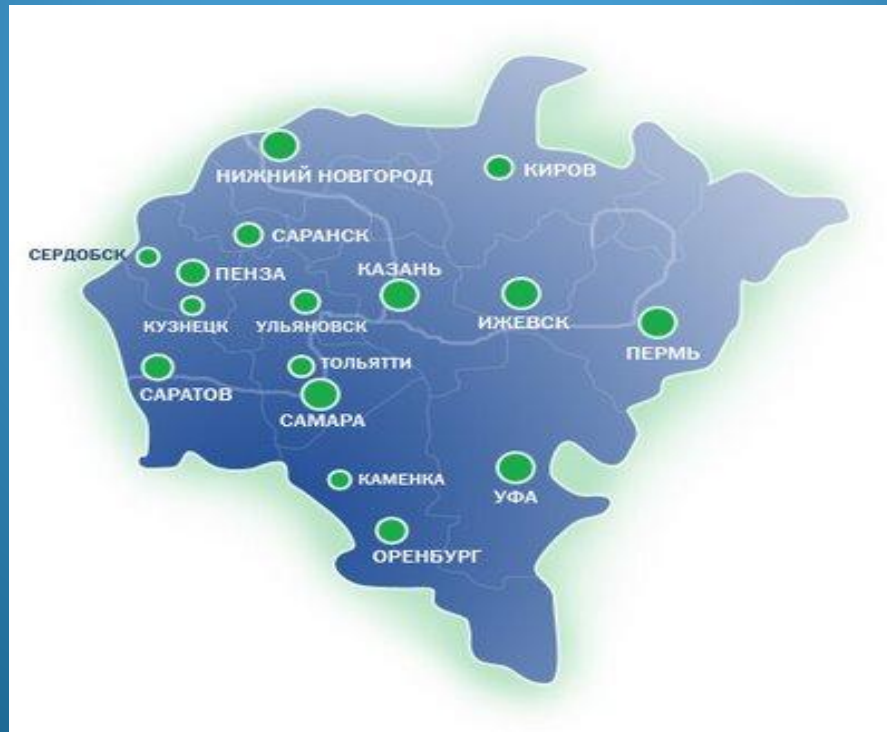 НИЖНИЙ НОВГОРОД
КИРОВ
САРАНСК
СЕРДОБСК
ПЕНЗА
КАЗАНЬ
КУЗНЕЦК
УЛЬЯНОВСК
ИЖЕВСК
ПЕРМЬ
ТОЛЬЯТТИ
САРАТОВ
САМАРА
КАМЕНКА
УФА
ОРЕНБУРГ